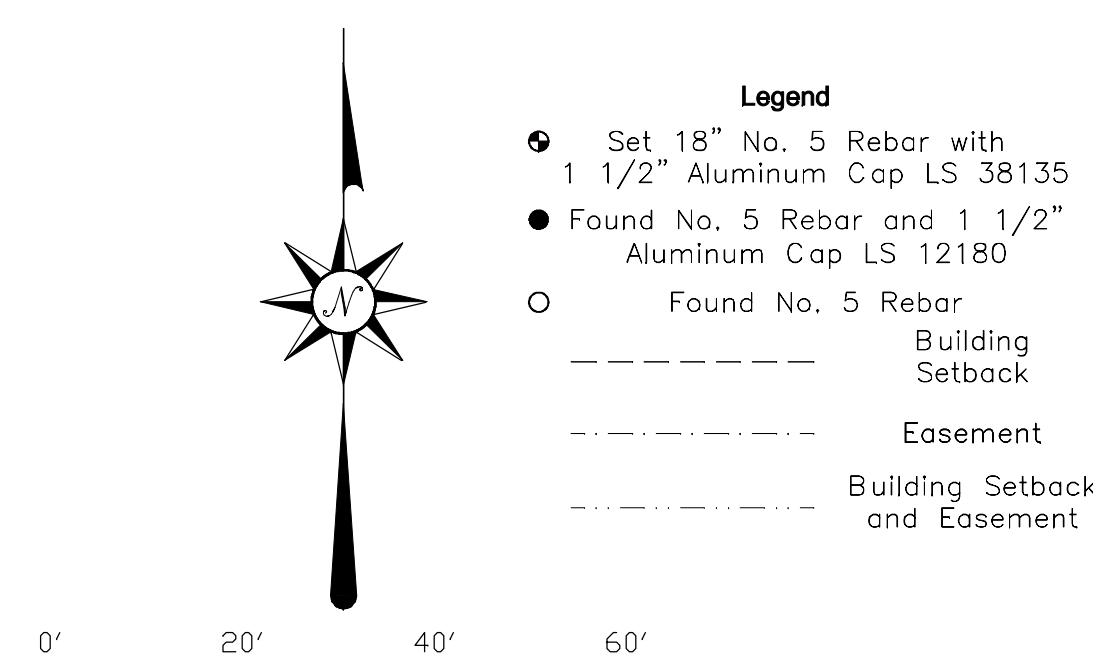 Legend
Set 18” No. 5 Rebar with
1 1/2” Aluminum Cap LS 38135
Found No. 5 Rebar and 1 1/2”
Aluminum Cap LS 12180
N
Found No. 5 Rebar
Building
Setback
Easement
Building Setback
and Easement
0’ 20’ 40’ 60’